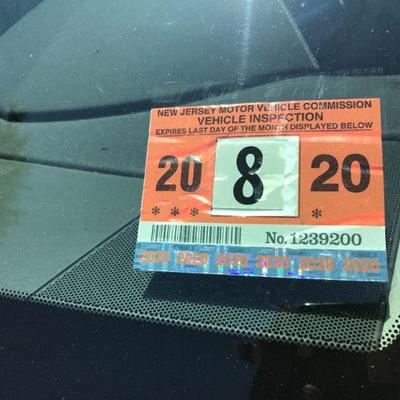 NEW JERSEY MOTOR VEHICLE COMMISSION
VEHICLE INSPECTION
EXPIRES LAST DAY OF THE MONTH DISPLAYED BELOW
20 8 20
* * * *
No. 1239200
2020 2020 2020 2020 2020 2020